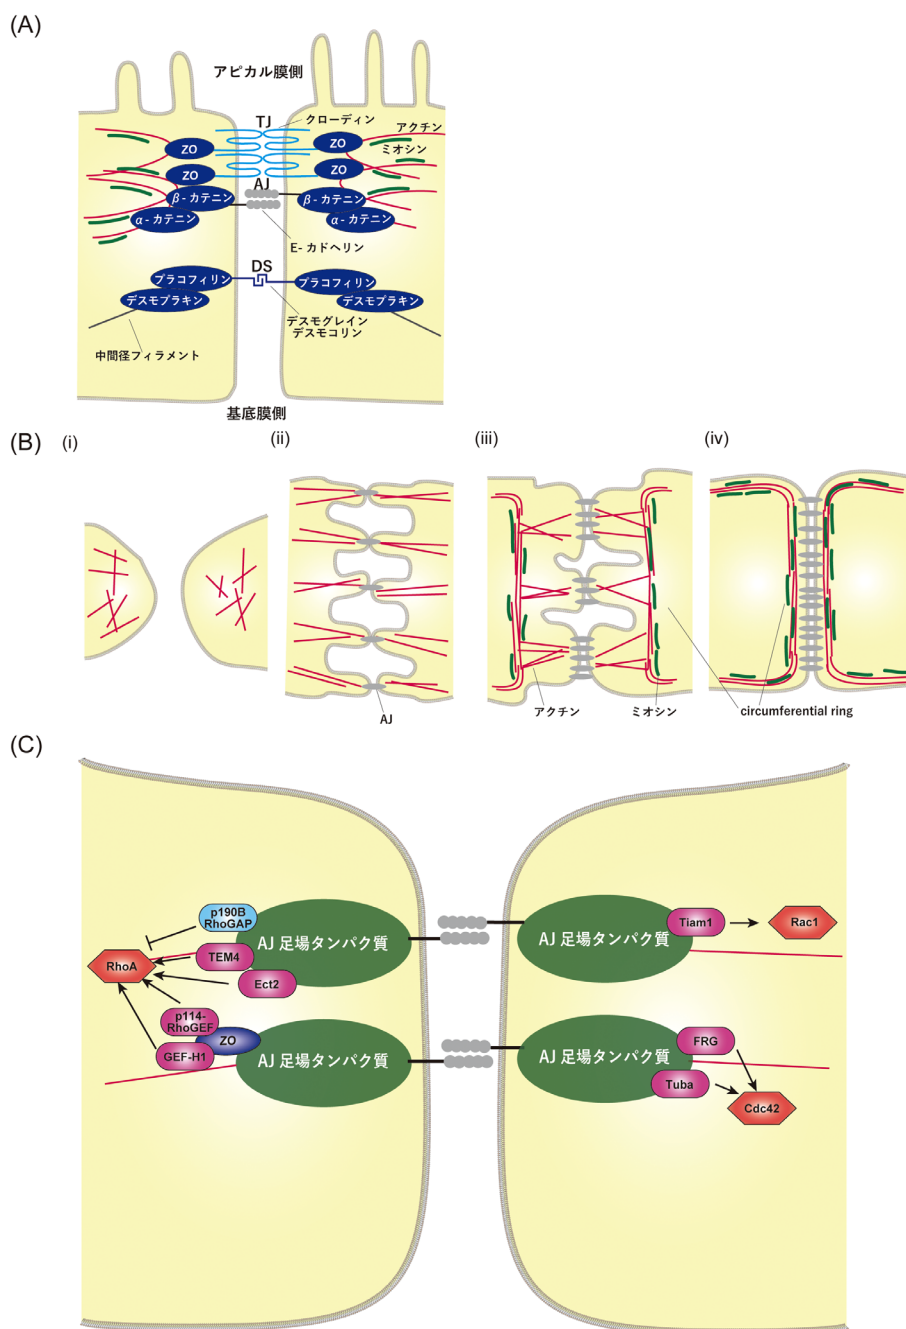 (A)
アピカル膜側
TJ
クローディン
アクチン
ミオシン
ZO
ZO
ZO
ZO
AJ
β-カテニン
β-カテニン
α-カテニン
α-カテニン
E-カドヘリン
DS
プラコフィリン
プラコフィリン
デスモプラキン
デスモプラキン
デスモグレイン
デスモコリン
中間径フィラメント
基底膜側
(B)
(i)
(ii)
(iii)
(iv)
AJ
アクチン
ミオシン
circumferential ring
(C)
p190B
RhoGAP
AJ 足場タンパク質
TEM4
RhoA
Ect2
p114-
RhoGEF
ZO
GEF-H1
AJ 足場タンパク質
AJ 足場タンパク質
Tiam1
Rac1
AJ 足場タンパク質
FRG
Tuba
Cdc42